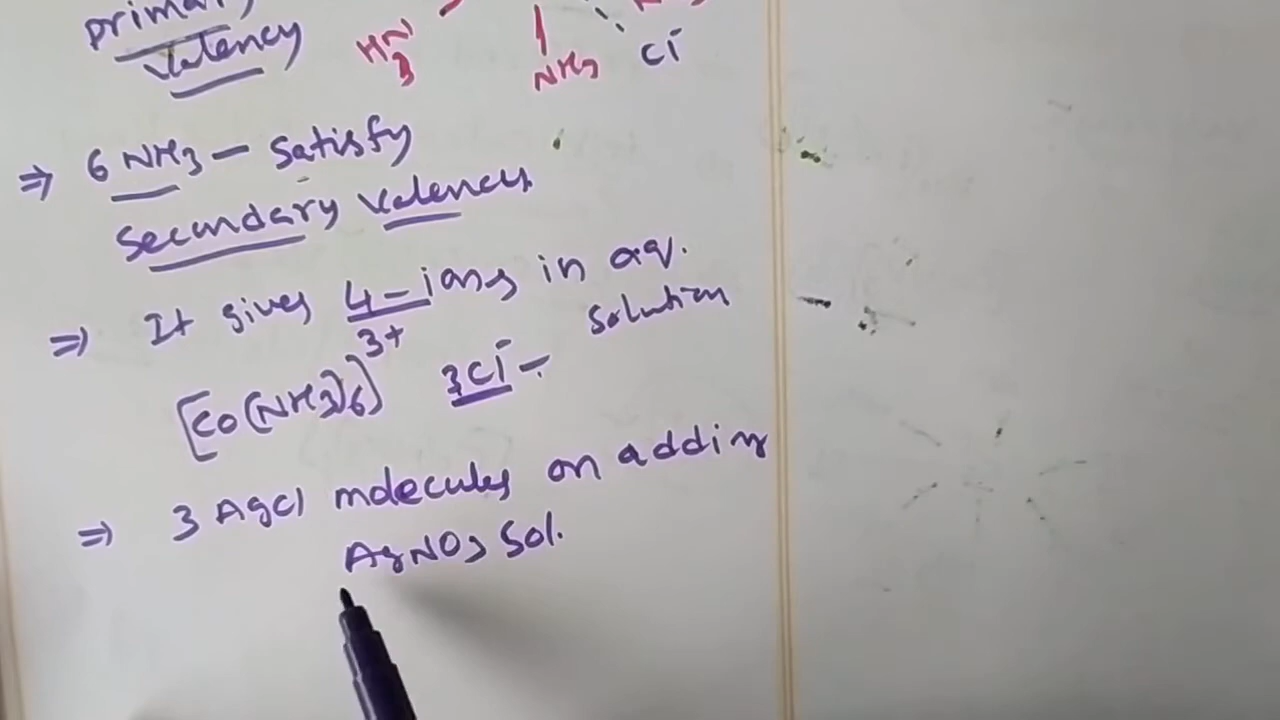 primary
valency
H3N
NH3
Cl-
⇒ 6 NH3 - Satisfy
Secondary Valency
⇒ It gives 4-ions in aq.
Solution
[Co(NH3)6]3+ 3Cl- -
⇒ 3 AgCl molecules on adding
AgNO3 Sol.